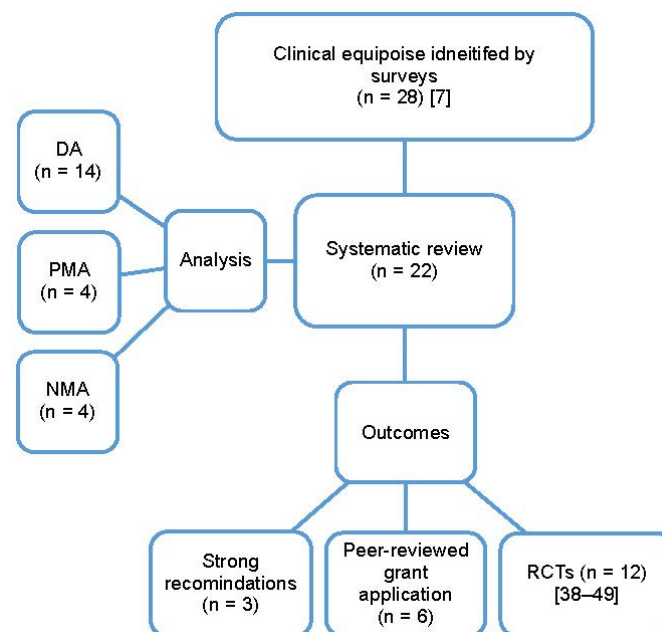 Clinical equipoise idneitifed by
surveys
(n = 28) [7]
DA
(n = 14)
PMA
(n = 4)
NMA
(n = 4)
Analysis
Systematic review
(n = 22)
Outcomes
Strong
recomindations
(n = 3)
Peer-reviewed
grant
application
(n = 6)
RCTs (n = 12)
[38–49]